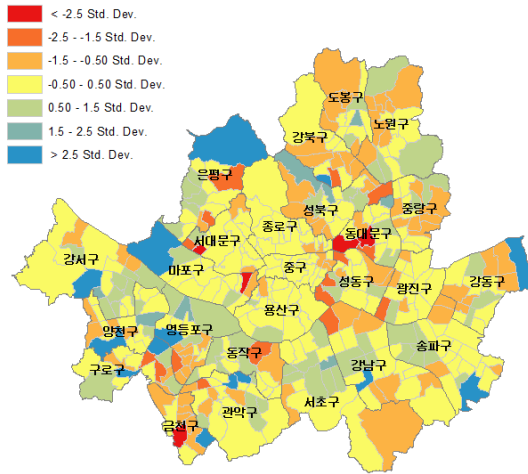 < -2.5 Std. Dev.
-2.5 - -1.5 Std. Dev.
-1.5 - -0.50 Std. Dev.
-0.50 - 0.50 Std. Dev.
0.50 - 1.5 Std. Dev.
1.5 - 2.5 Std. Dev.
> 2.5 Std. Dev.
도봉구
노원구
강북구
은평구
성북구
중랑구
종로구
동대문구
서대문구
강서구
마포구
중구
성동구
광진구
강동구
용산구
양천구
영등포구
동작구
송파구
구로구
강남구
서초구
관악구
금천구